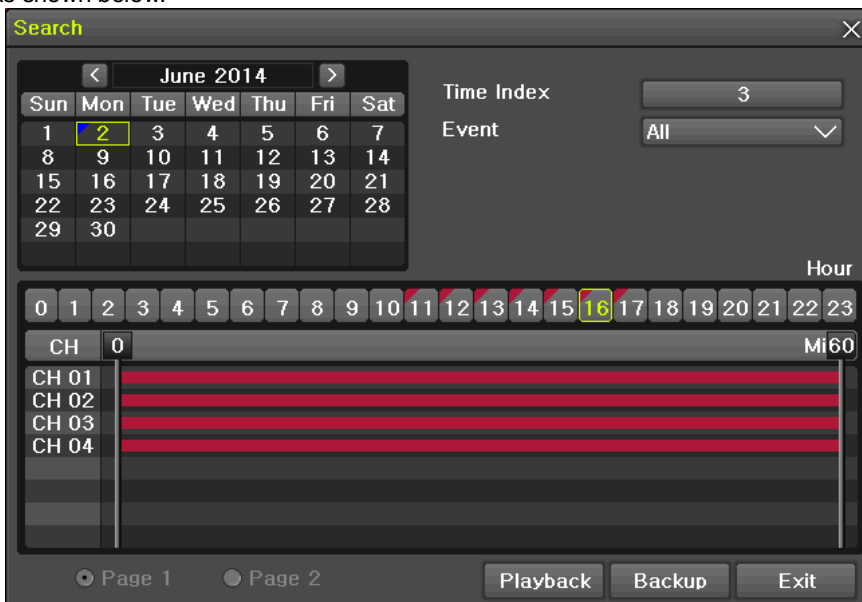 Search
June 2014
Sun Mon Tue Wed Thu Fri Sat
1 2 3 4 5 6 7
8 9 10 11 12 13 14
15 16 17 18 19 20 21
22 23 24 25 26 27 28
29 30
Time Index 3
Event All
Hour
0 1 2 3 4 5 6 7 8 9 10 11 12 13 14 15 16 17 18 19 20 21 22 23
CH 0 Mi 60
CH 01
CH 02
CH 03
CH 04
Page 1 Page 2
Playback Backup Exit